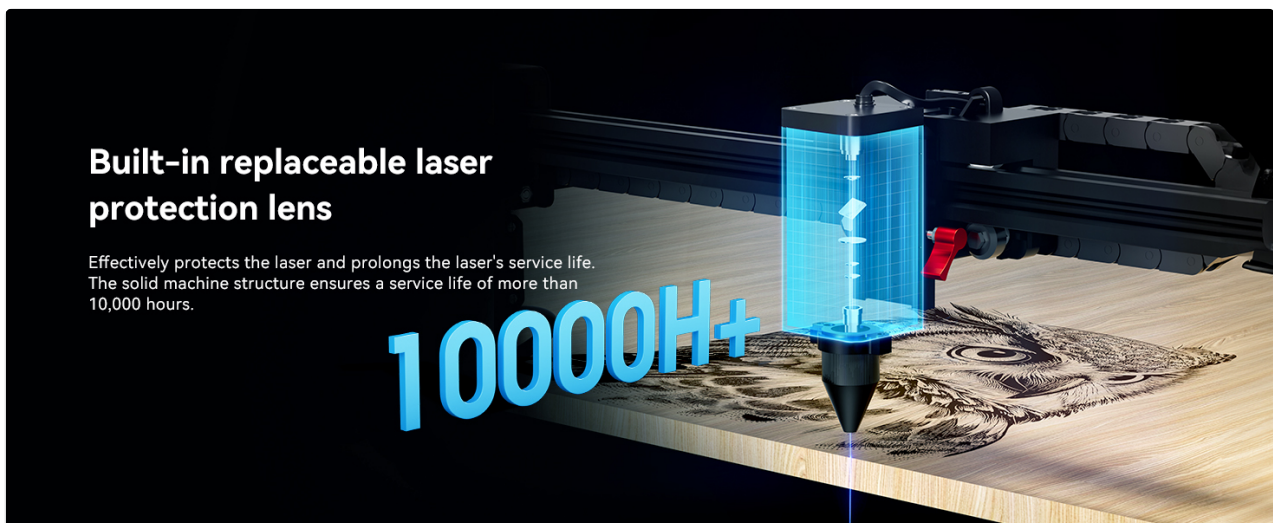 Built-in replaceable laser
protection lens
Effectively protects the laser and prolongs the laser's service life.
The solid machine structure ensures a service life of more than
10,000 hours.
10000H+